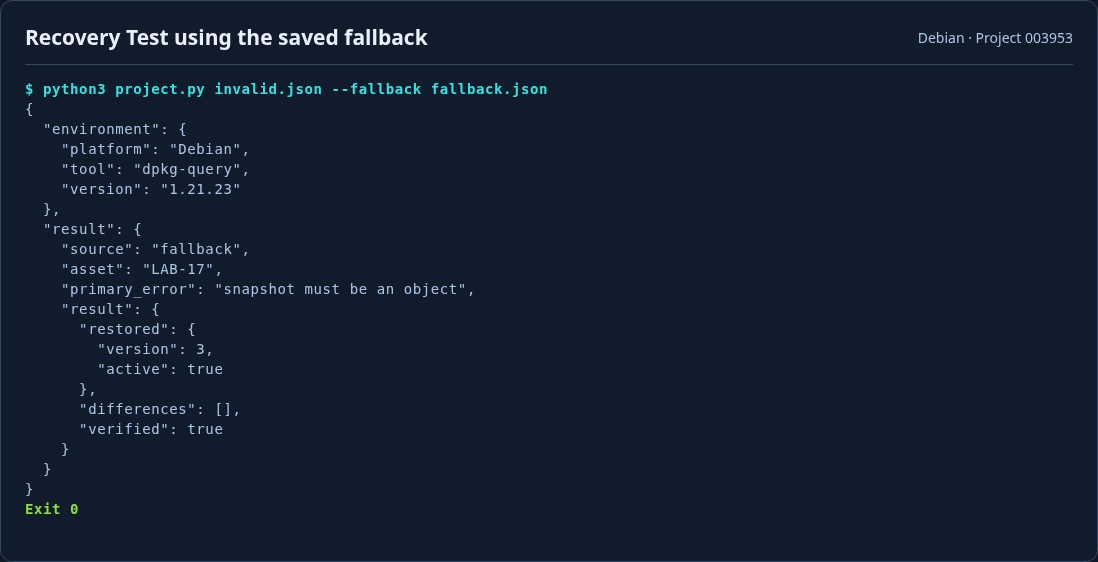 Recovery Test using the saved fallback
Debian · Project 003953
$ python3 project.py invalid.json --fallback fallback.json
{
  "environment": {
    "platform": "Debian",
    "tool": "dpkg-query",
    "version": "1.21.23"
  },
  "result": {
    "source": "fallback",
    "asset": "LAB-17",
    "primary_error": "snapshot must be an object",
    "result": {
      "restored": {
        "version": 3,
        "active": true
      },
      "differences": [],
      "verified": true
    }
  }
}
Exit 0